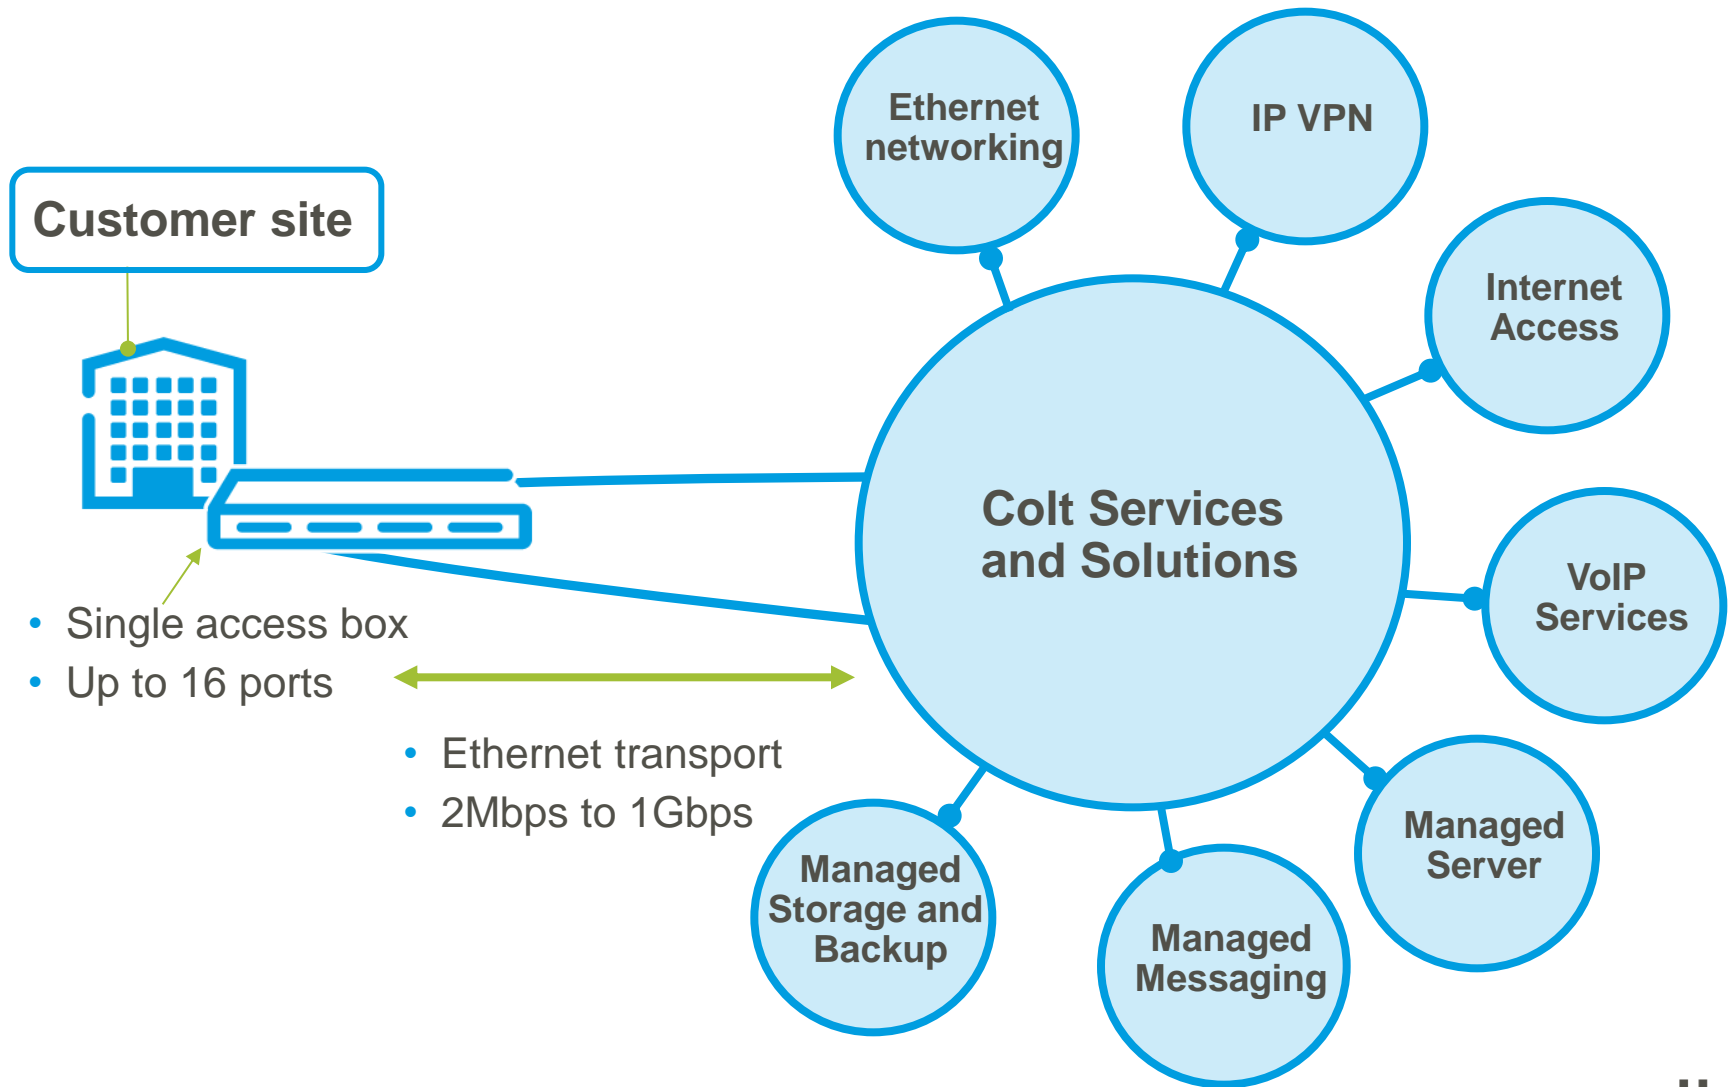 Ethernet
networking
IP VPN
Customer site
Internet
Access
Colt Services
and Solutions
VoIP
Services
• Single access box
• Up to 16 ports
• Ethernet transport
• 2Mbps to 1Gbps
Managed
Server
Managed
Storage and
Backup
Managed
Messaging